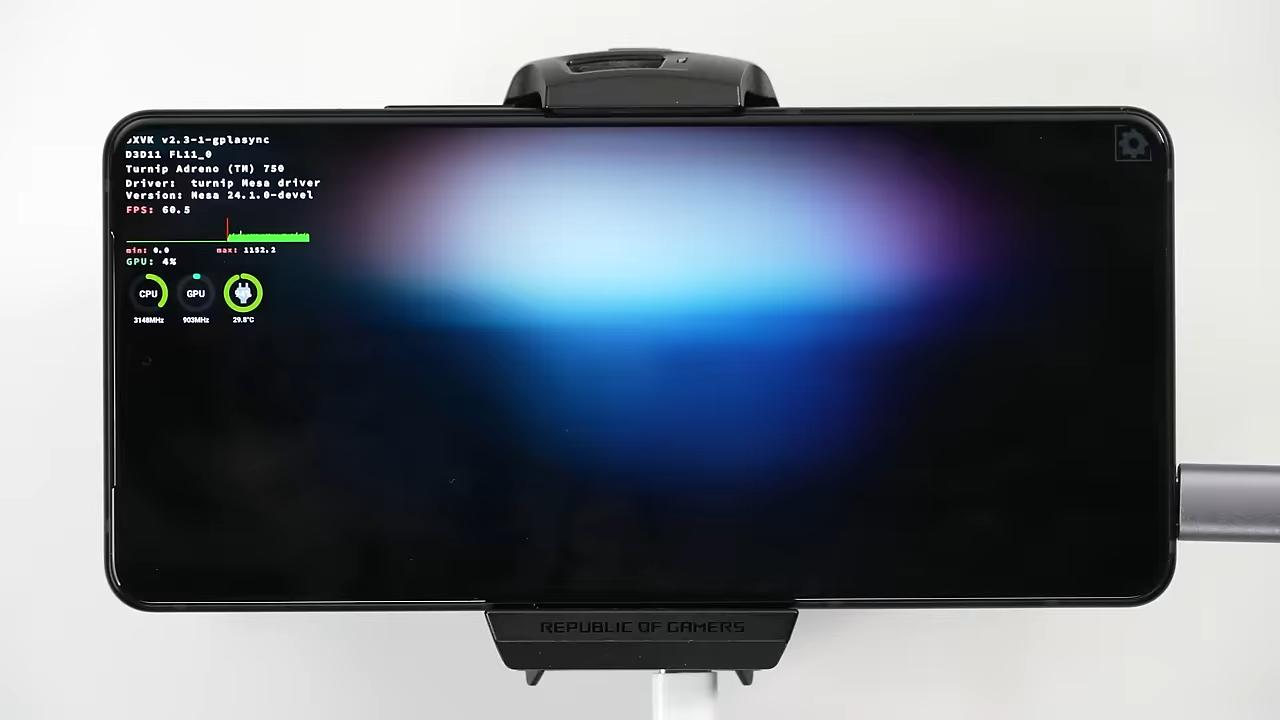 DXVK v2.3-1-gplasync
D3D11 FL11_0
Turnip Adreno (TM) 750
Driver: turnip Mesa driver
Version: Mesa 24.1.0-devel
FPS: 60.5
min: 0.0 max: 1152.2
GPU: 4%
CPU GPU
3148MHz 903MHz 29.8°C
REPUBLIC OF GAMERS